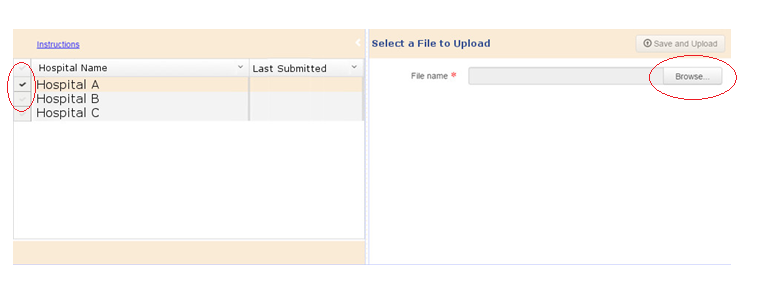 Instructions
Hospital Name
Last Submitted
Hospital A
Hospital B
Hospital C
Select a File to Upload
Save and Upload
File name *
Browse...